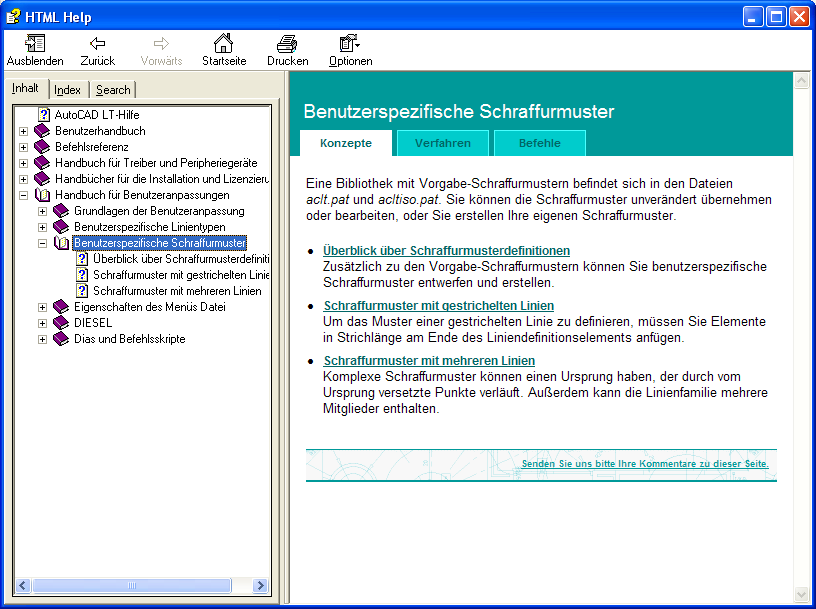 HTML Help
Ausblenden Zurück Vorwärts Startseite Drucken Optionen
Inhalt Index Search
AutoCAD LT-Hilfe
Benutzerhandbuch
Befehlsreferenz
Handbuch für Treiber und Peripheriegeräte
Handbücher für die Installation und Lizenzieru
Handbuch für Benutzeranpassungen
Grundlagen der Benutzeranpassung
Benutzerspezifische Linientypen
Benutzerspezifische Schraffurmuster
Überblick über Schraffurmusterdefiniti
Schraffurmuster mit gestrichelten Linie
Schraffurmuster mit mehreren Linien
Eigenschaften des Menüs Datei
DIESEL
Dias und Befehlsskripte
Benutzerspezifische Schraffurmuster
Konzepte Verfahren Befehle
Eine Bibliothek mit Vorgabe-Schraffurmustern befindet sich in den Dateien
aclt.pat und acltiso.pat. Sie können die Schraffurmuster unverändert übernehmen
oder bearbeiten, oder Sie erstellen Ihre eigenen Schraffurmuster.
• Überblick über Schraffurmusterdefinitionen
Zusätzlich zu den Vorgabe-Schraffurmustern können Sie benutzerspezifische
Schraffurmuster entwerfen und erstellen.
• Schraffurmuster mit gestrichelten Linien
Um das Muster einer gestrichelten Linie zu definieren, müssen Sie Elemente
in Strichlänge am Ende des Liniendefinitionselements anfügen.
• Schraffurmuster mit mehreren Linien
Komplexe Schraffurmuster können einen Ursprung haben, der durch vom
Ursprung versetzte Punkte verläuft. Außerdem kann die Linienfamilie mehrere
Mitglieder enthalten.
Senden Sie uns bitte Ihre Kommentare zu dieser Seite.